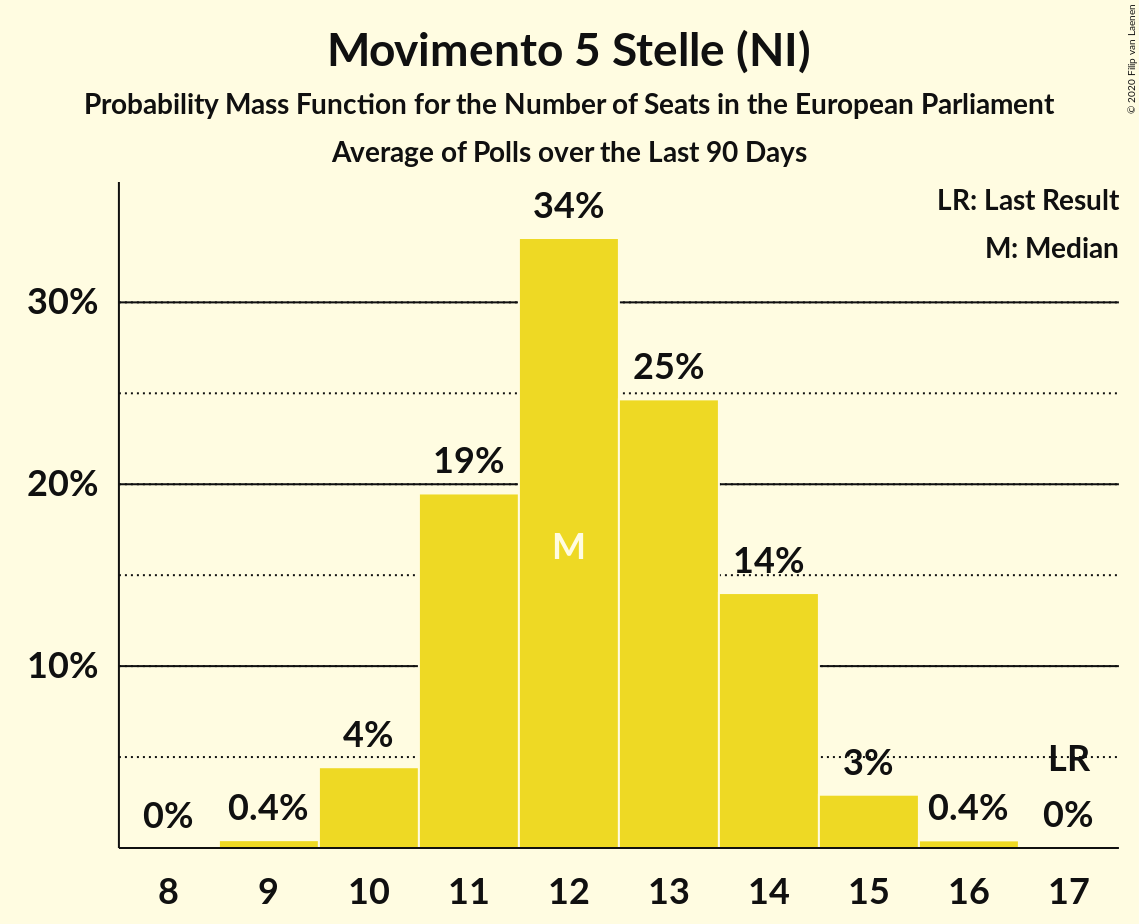 Movimento 5 Stelle (NI)
Probability Mass Function for the Number of Seats in the European Parliament
Average of Polls over the Last 90 Days
© 2020 Filip van Laenen
LR: Last Result
M: Median
34%
30%
25%
20%
19%
M
14%
10%
4%
3%
LR
0%
0.4%
0.4%
0%
8 9 10 11 12 13 14 15 16 17